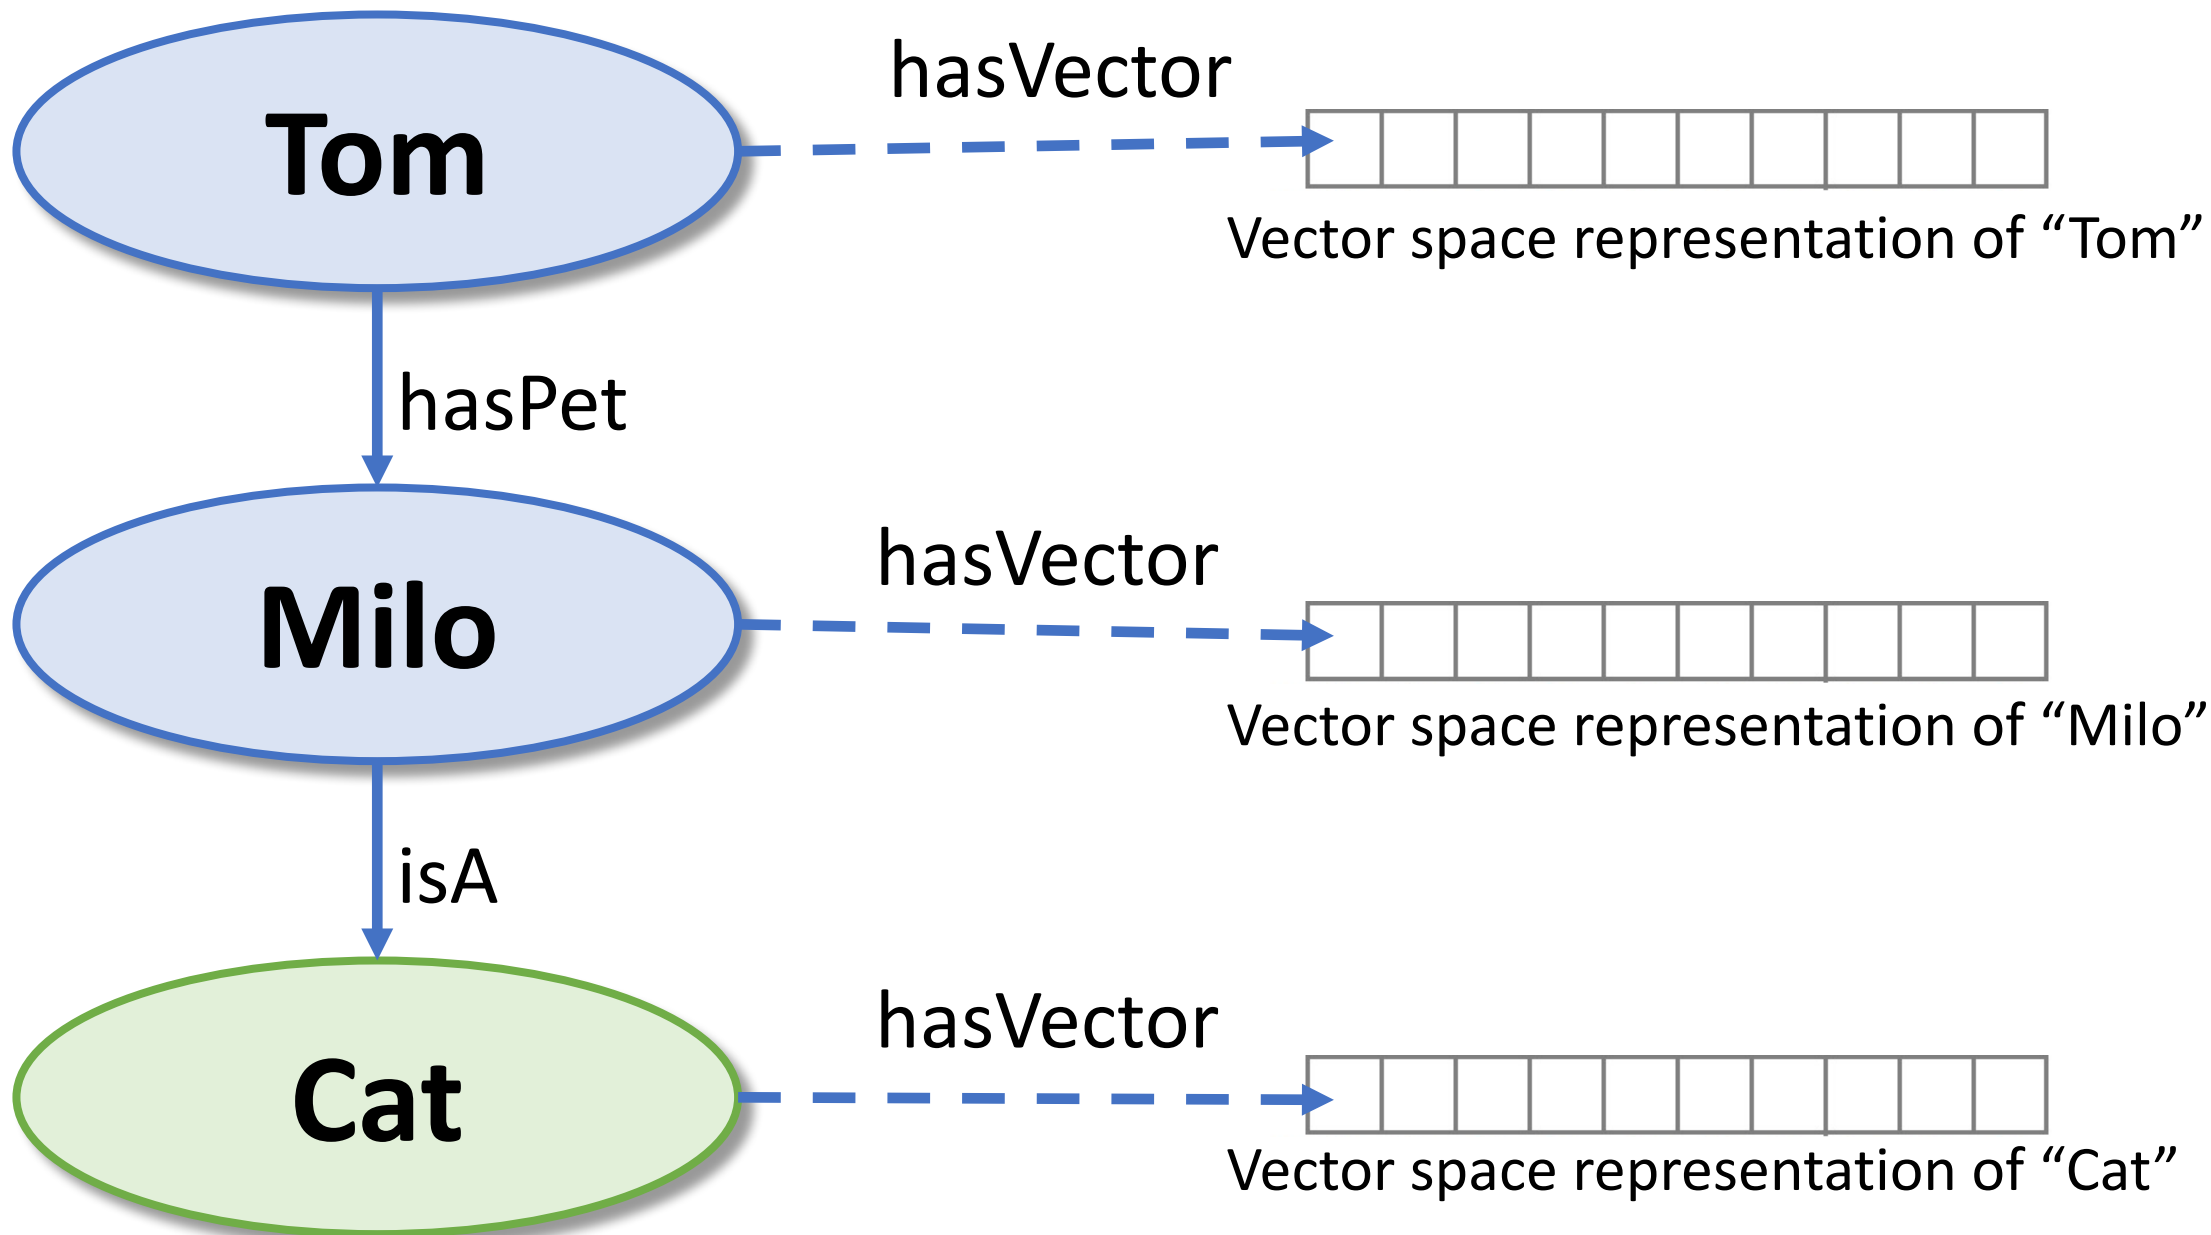 Tom
hasVector
Vector space representation of “Tom”
hasPet
Milo
hasVector
Vector space representation of “Milo”
isA
Cat
hasVector
Vector space representation of “Cat”